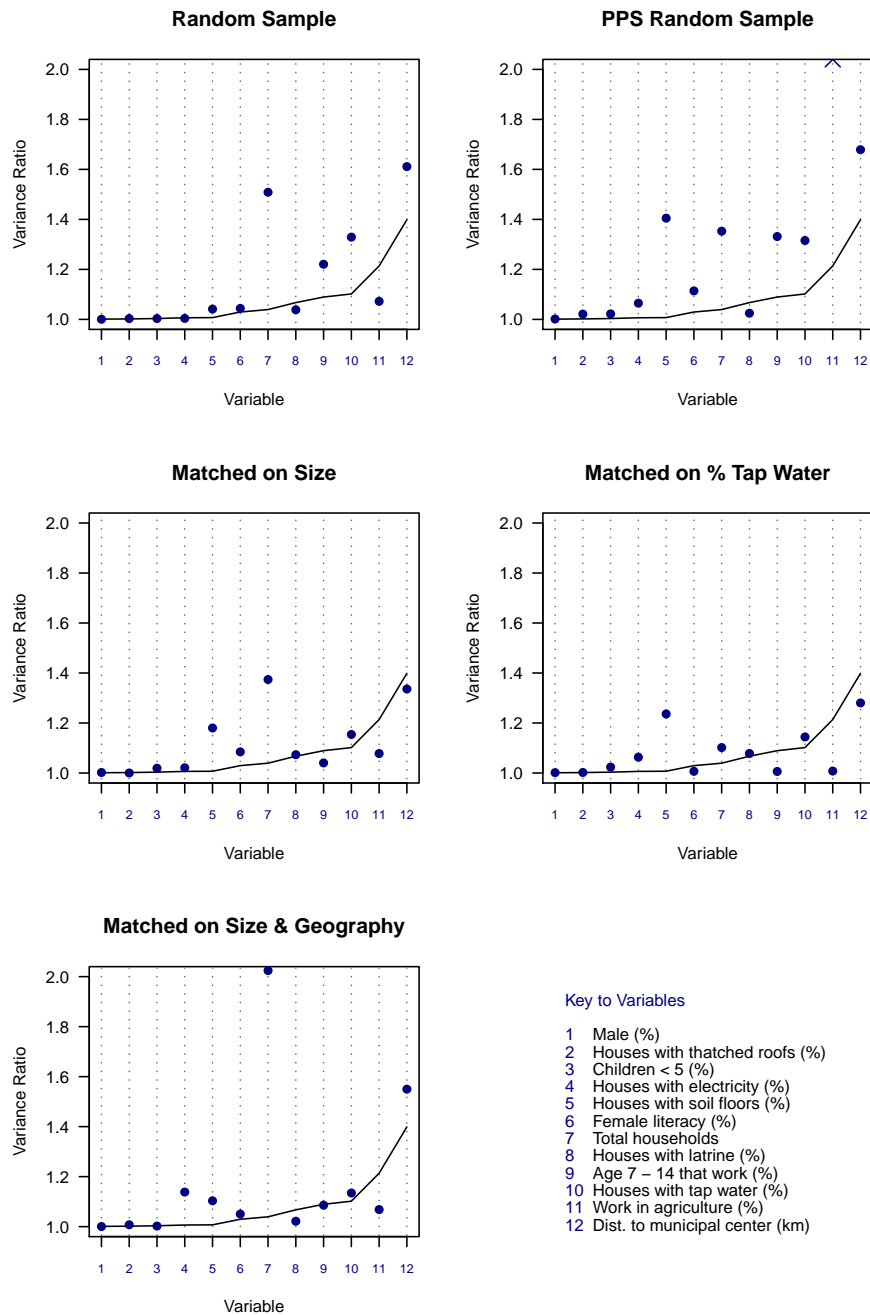 Random Sample
2.0
1.8
1.6
1.4
1.2
1.0
Variance Ratio
1 2 3 4 5 6 7 8 9 10 11 12
Variable
PPS Random Sample
2.0
1.8
1.6
1.4
1.2
1.0
Variance Ratio
1 2 3 4 5 6 7 8 9 10 11 12
Variable
Matched on Size
2.0
1.8
1.6
1.4
1.2
1.0
Variance Ratio
1 2 3 4 5 6 7 8 9 10 11 12
Variable
Matched on % Tap Water
2.0
1.8
1.6
1.4
1.2
1.0
Variance Ratio
1 2 3 4 5 6 7 8 9 10 11 12
Variable
Matched on Size & Geography
2.0
1.8
1.6
1.4
1.2
1.0
Variance Ratio
1 2 3 4 5 6 7 8 9 10 11 12
Variable
Key to Variables
1 Male (%)
2 Houses with thatched roofs (%)
3 Children < 5 (%)
4 Houses with electricity (%)
5 Houses with soil floors (%)
6 Female literacy (%)
7 Total households
8 Houses with latrine (%)
9 Age 7 − 14 that work (%)
10 Houses with tap water (%)
11 Work in agriculture (%)
12 Dist. to municipal center (km)